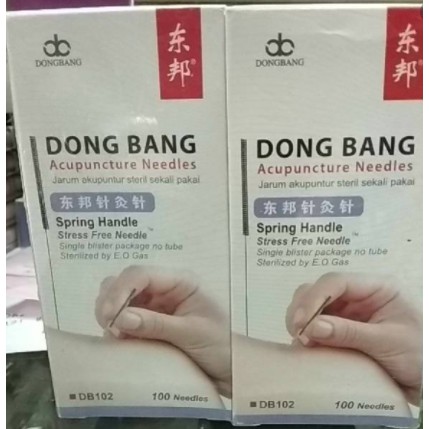 DONGBANG
东邦®
DONG BANG
Acupuncture Needles
Jarum akupuntur steril sekali pakai
东邦针灸针
Spring Handle
Stress Free Needle™
Single blister package no tube
Sterilized by E.O Gas
DB102
100 Needles
DONGBANG
东邦®
DONG BANG
Acupuncture Needles
Jarum akupuntur steril sekali pakai
东邦针灸针
Spring Handle
Stress Free Needle™
Single blister package no tube
Sterilized by E.O Gas
DB102
100 Needles